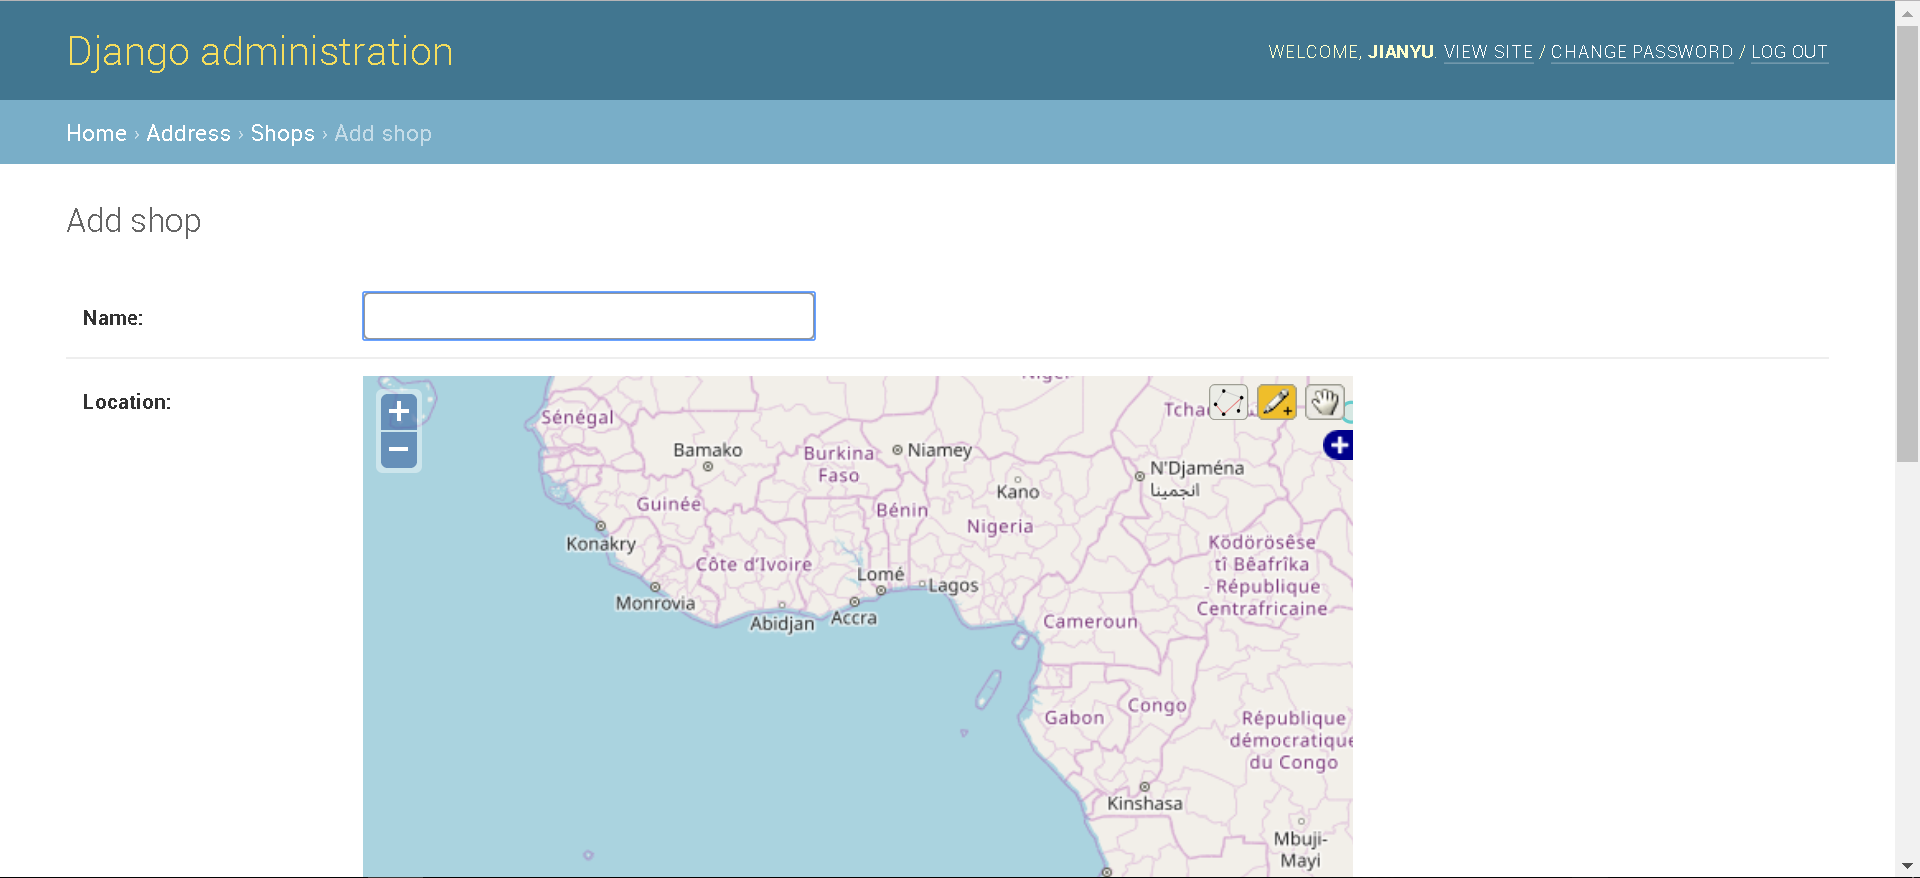 Django administration
WELCOME, JIANYU. VIEW SITE / CHANGE PASSWORD / LOG OUT
Home › Address › Shops › Add shop
Add shop
Name:
Location:
+
−
Sénégal
Bamako
Burkina
Faso
Niamey
Kano
N'Djaména
انجمينا
Guinée
Bénin
Nigeria
Konakry
Côte d'Ivoire
Lomé
Lagos
Ködörösêse
tî Bêafrîka
- République
Centrafricaine
Monrovia
Abidjan
Accra
Cameroun
Gabon
Congo
République
démocratique
du Congo
Kinshasa
Mbuji-
Mayi